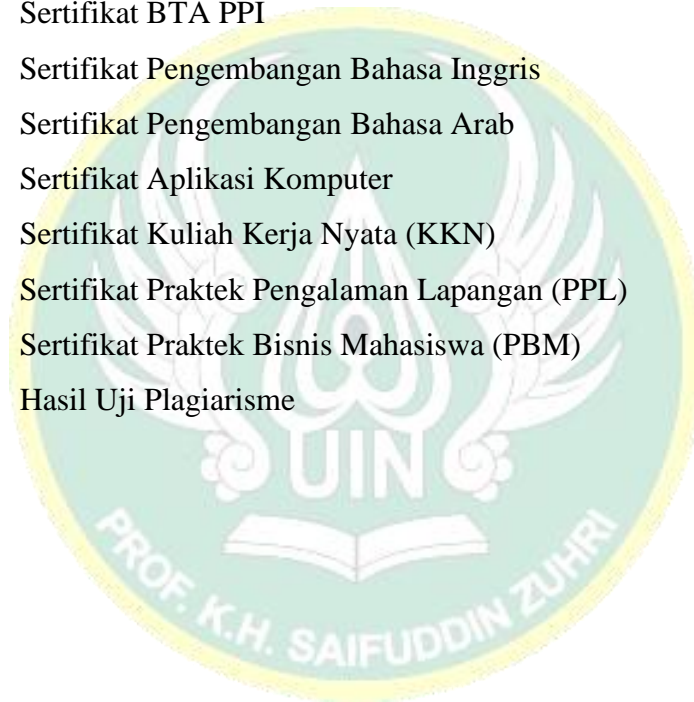 Sertifikat BTA PPI
Sertifikat Pengembangan Bahasa Inggris
Sertifikat Pengembangan Bahasa Arab
Sertifikat Aplikasi Komputer
Sertifikat Kuliah Kerja Nyata (KKN)
Sertifikat Praktek Pengalaman Lapangan (PPL)
Sertifikat Praktek Bisnis Mahasiswa (PBM)
Hasil Uji Plagiarisme
UIN
PROF. K.H. SAIFUDDIN ZUHRI